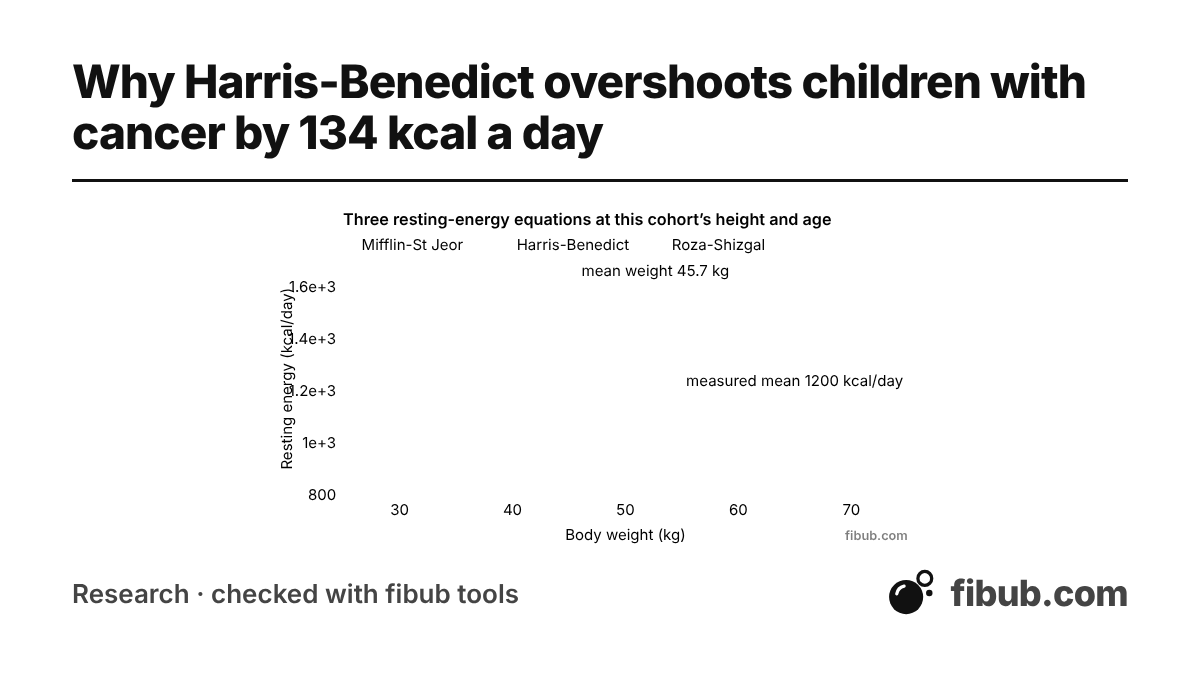 Why Harris-Benedict overshoots children with
cancer by 134 kcal a day
Three resting-energy equations at this cohort’s height and age
Mifflin-St Jeor Harris-Benedict Roza-Shizgal
mean weight 45.7 kg
Resting energy (kcal/day)
1.6e+3
1.4e+3
measured mean 1200 kcal/day
1.2e+3
1e+3
800
30 40 50 60 70
Body weight (kg)
fibub.com
Research · checked with fibub tools
fibub.com